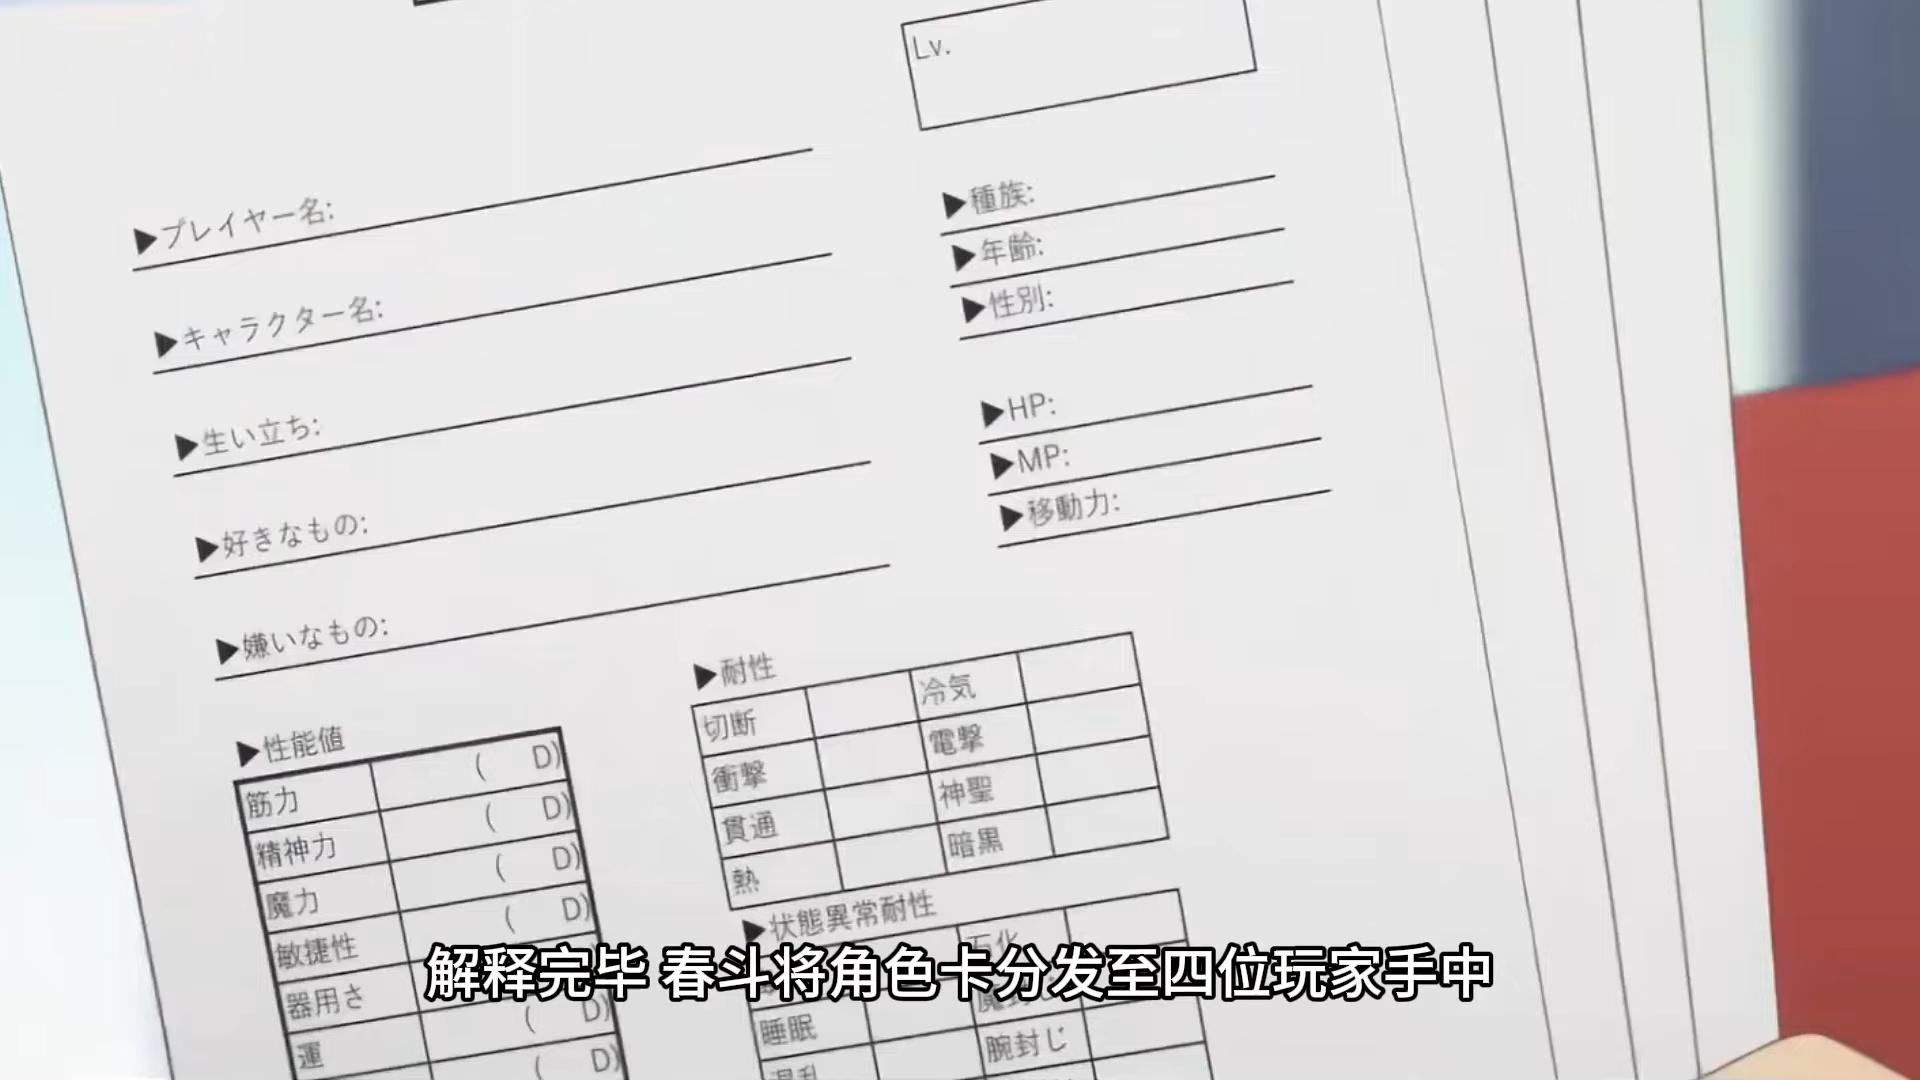 Lv.
▶プレイヤー名:
▶キャラクター名:
▶生い立ち:
▶好きなもの:
▶嫌いなもの:
▶種族:
▶年齢:
▶性別:
▶HP:
▶MP:
▶移動力:
▶性能値
筋力 ( D)
精神力 ( D)
魔力 ( D)
敏捷性 ( D)
器用さ
運 ( D)
( D)
▶耐性
切断 冷気
衝撃 電撃
貫通 神聖
熱 暗黒
▶状態異常耐性
石化
睡眠
腕封じ
解释完毕 春斗将角色卡分发至四位玩家手中